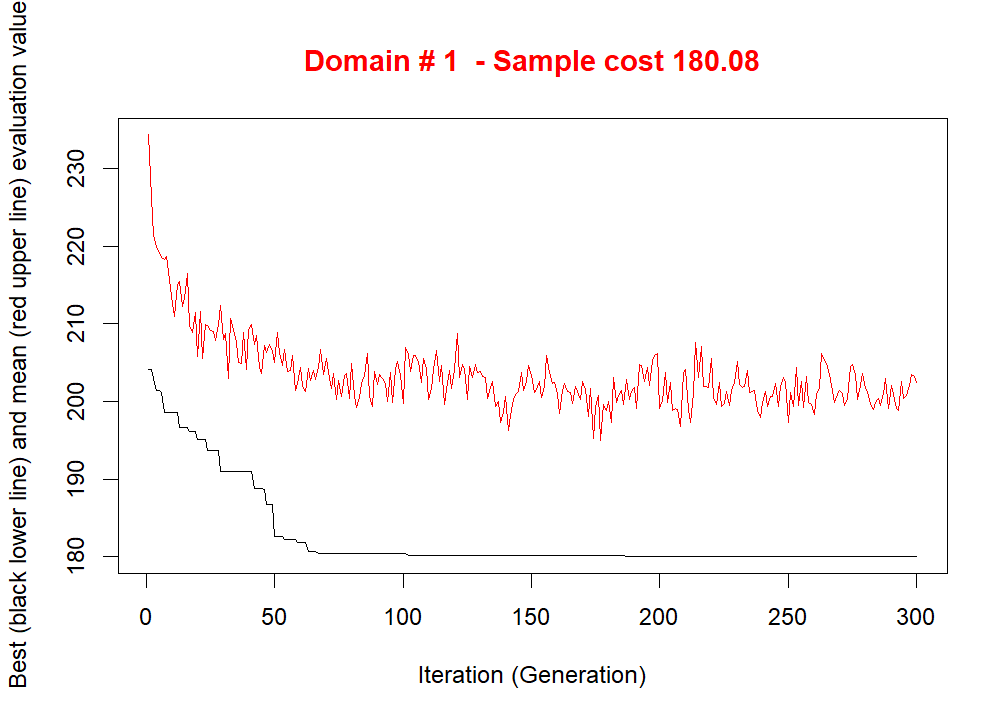 Domain # 1  - Sample cost 180.08
Best (black lower line) and mean (red upper line) evaluation value
230
220
210
200
190
180
0 50 100 150 200 250 300
Iteration (Generation)